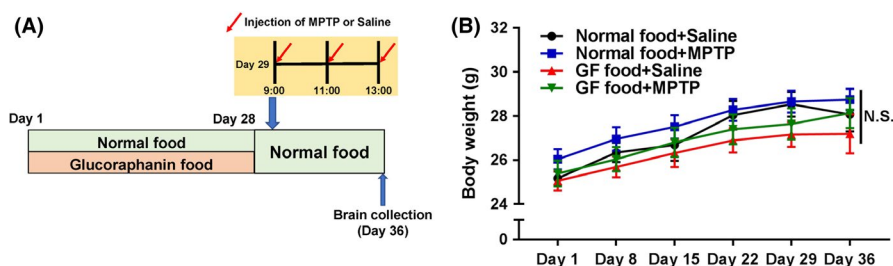 (A)
Injection of MPTP or Saline
Day 29
9:00 11:00 13:00
Day 1 Day 28
Normal food
Glucoraphanin food
Normal food
Brain collection
(Day 36)
(B)
Normal food+Saline
Normal food+MPTP
GF food+Saline
GF food+MPTP
Body weight (g)
32
30
28
26
24
0
N.S.
Day 1 Day 8 Day 15 Day 22 Day 29 Day 36